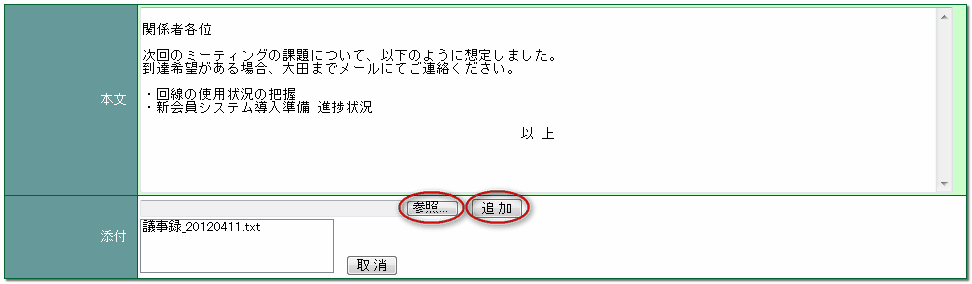 本文
関係者各位
次回のミーティングの課題について、以下のように想定しました。
到達希望がある場合、大田までメールにてご連絡ください。
・回線の使用状況の把握
・新会員システム導入準備 進捗状況
以 上
添付
参照...
追加
議事録_20120411.txt
取消